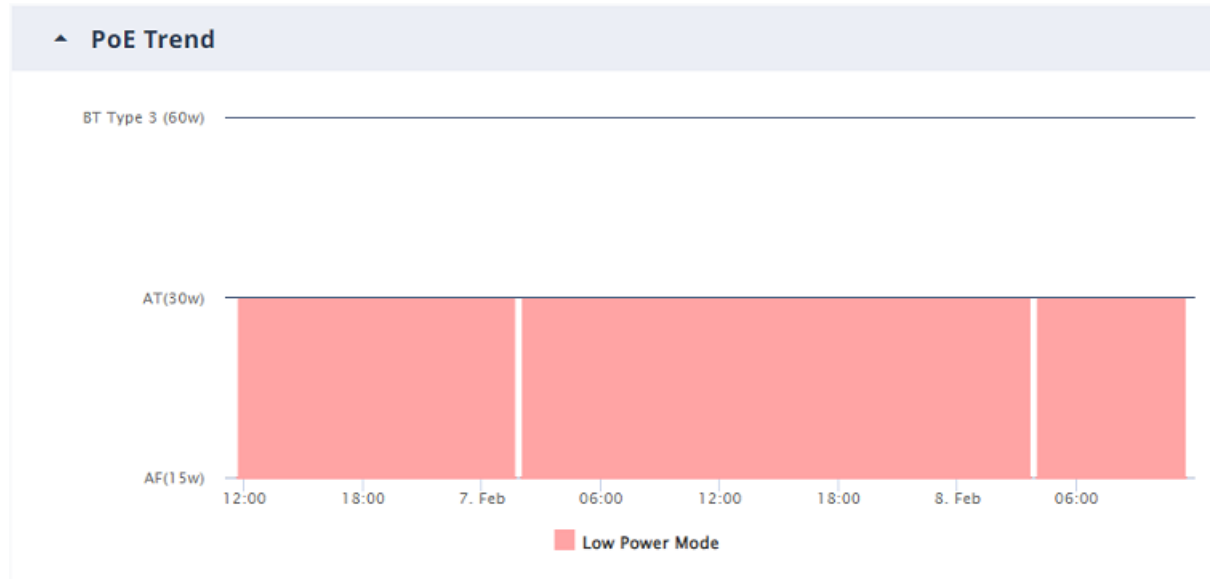 PoE Trend
BT Type 3 (60w)
AT(30w)
AF(15w)
12:00 18:00 7. Feb 06:00 12:00 18:00 8. Feb 06:00
Low Power Mode